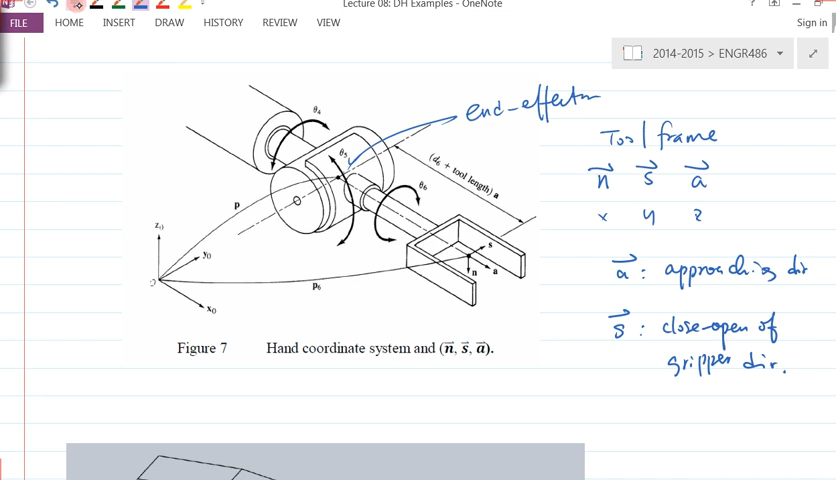 Lecture 08: DH Examples - OneNote
FILE
HOME
INSERT
DRAW
HISTORY
REVIEW
VIEW
Sign in
2014-2015 > ENGR486
end-effector
Tool frame
n s a
x y z
a : approaching dir
s : close-open of
gripper dir.
θ4
θ5
θ6
(d6 + tool length) a
p
z0
y0
x0
p6
s
n
a
Figure 7 Hand coordinate system and (n⃗, s⃗, a⃗).